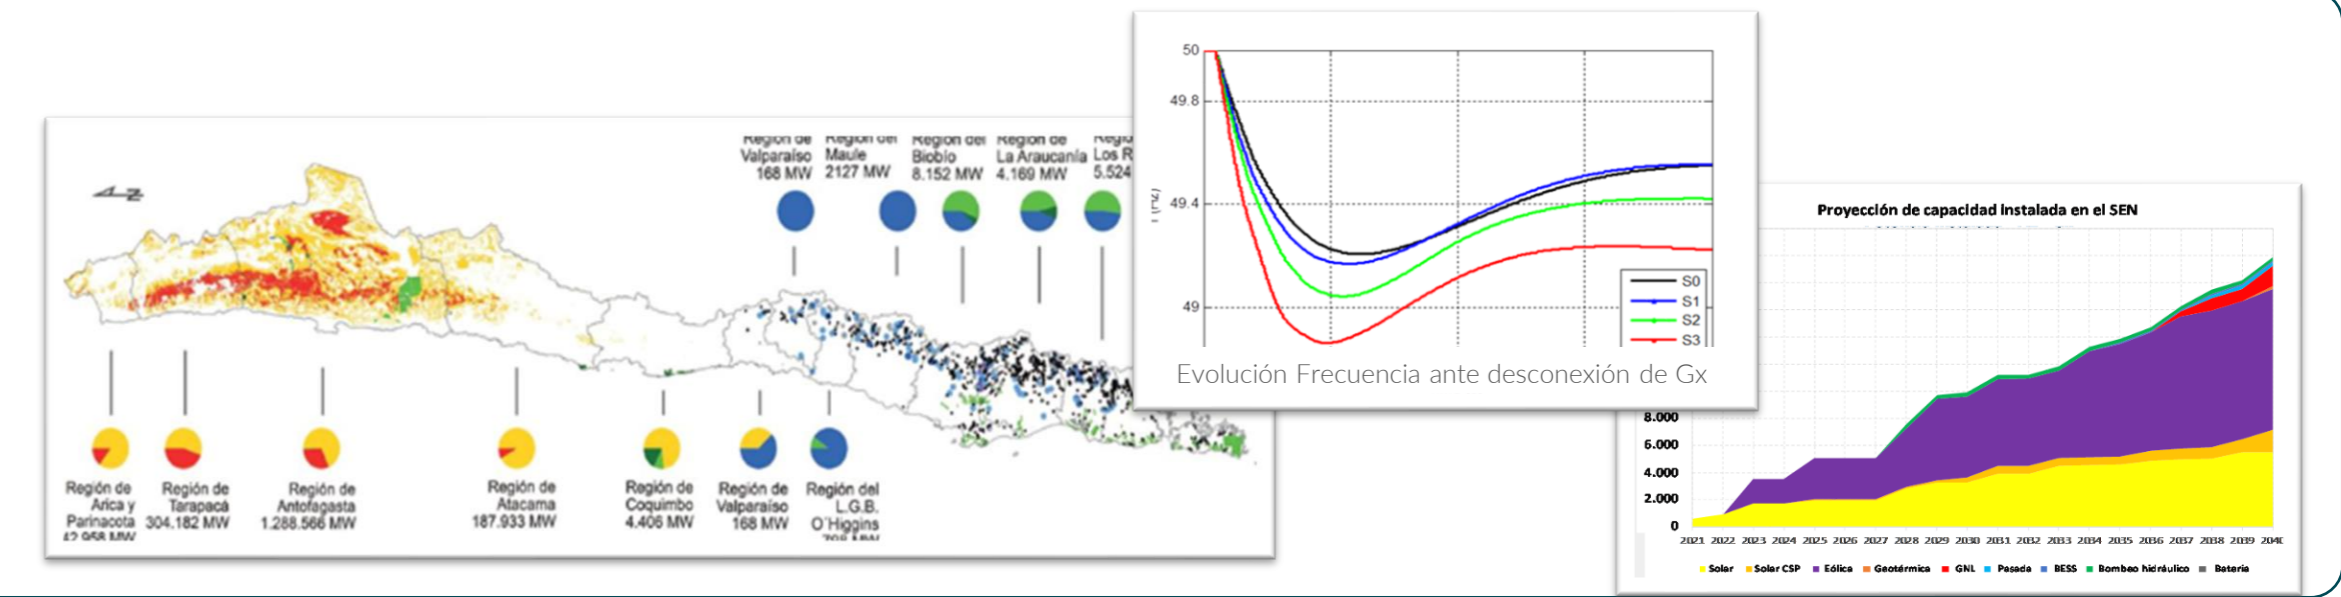 Región de
Valparaíso
168 MW
Región del
Maule
2127 MW
Región del
Biobío
8.152 MW
Región de
La Araucanía
4.169 MW
Los R
5.524
Región de
Arica y
Parinacota
42.958 MW
Región de
Tarapacá
304.182 MW
Región de
Antofagasta
1.288.566 MW
Región de
Atacama
187.933 MW
Región de
Coquimbo
4.406 MW
Región de
Valparaíso
168 MW
Región del
L.G.B.
O'Higgins
50
49.8
49.4
49
S0
S1
S2
S3
Evolución Frecuencia ante desconexión de Gx
Proyección de capacidad Instalada en el SEN
8.000
6.000
4.000
2.000
0
2021 2022 2023 2024 2025 2026 2027 2028 2029 2030 2031 2032 2033 2034 2035 2036 2037 2038 2039 2040
Solar Solar CSP Eólica Geotérmica GNL Pasada BESS Bombeo hidráulico Batería